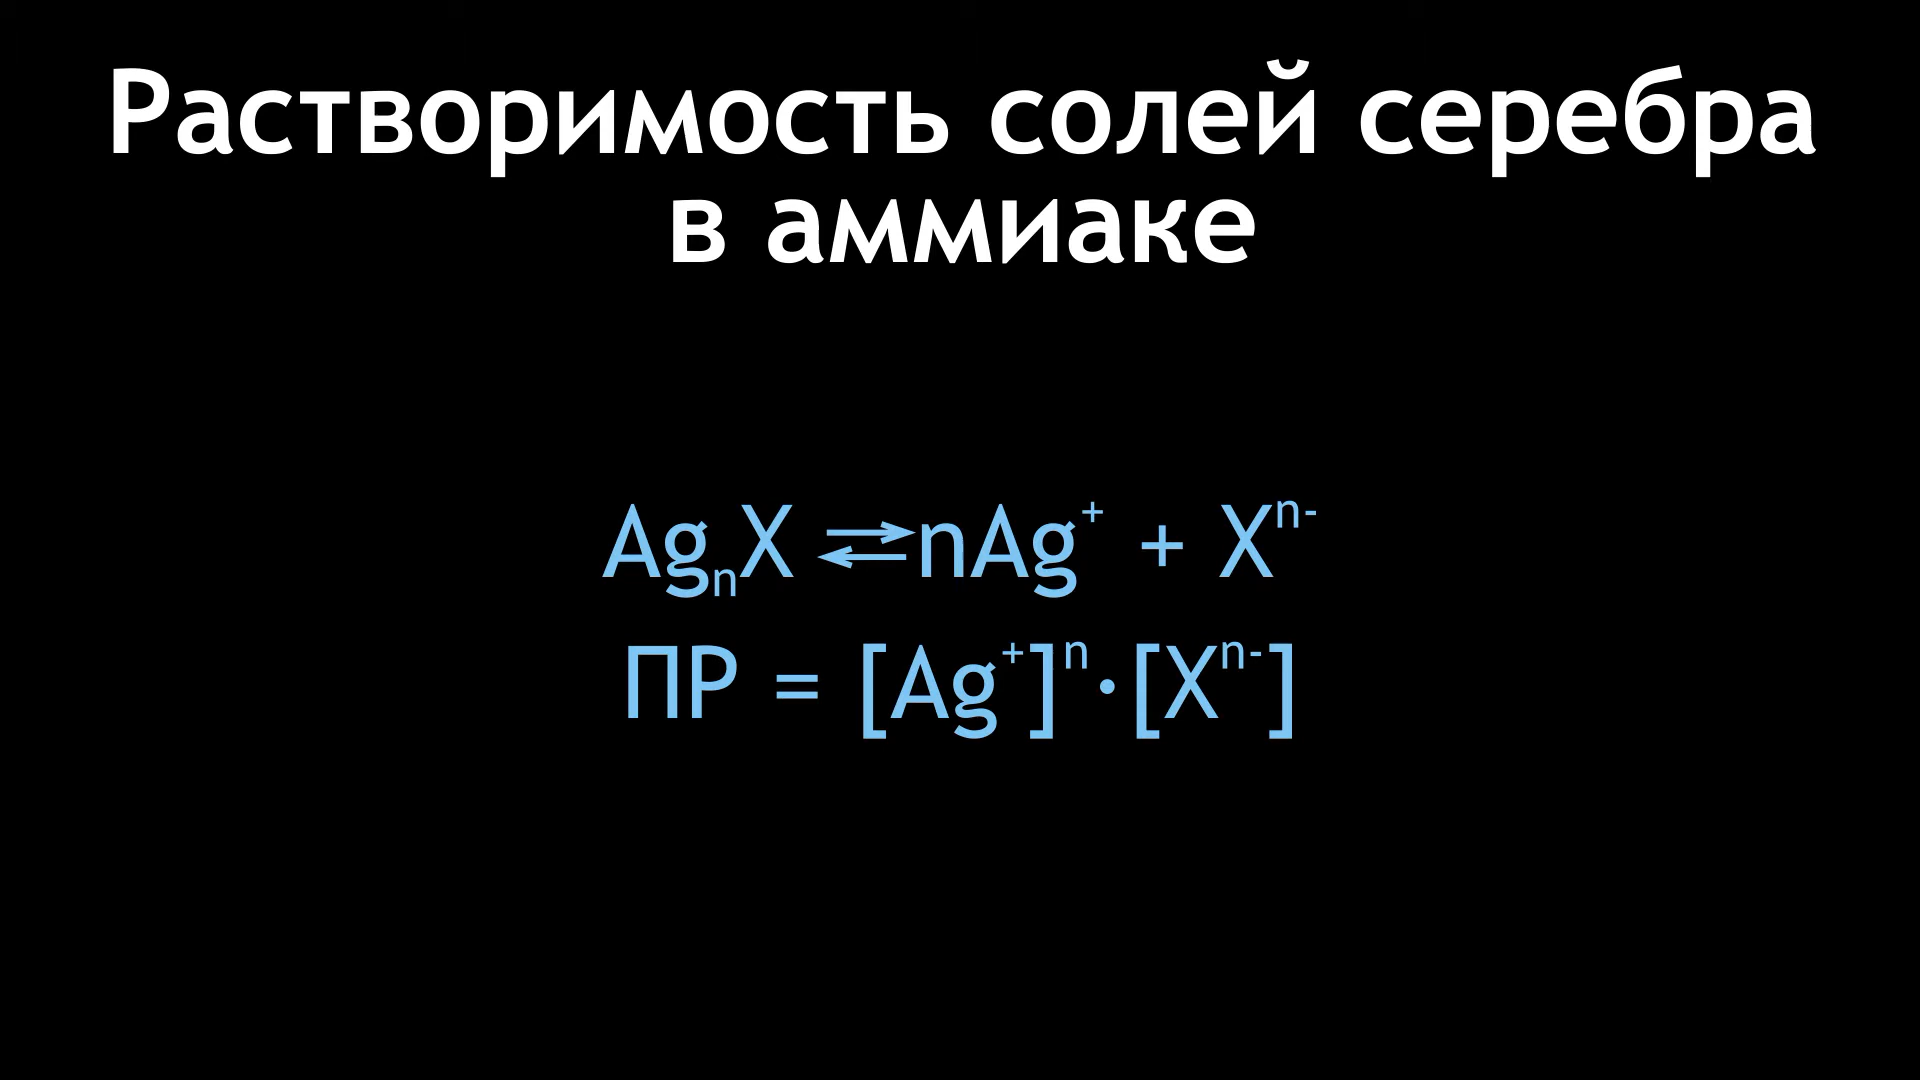 Растворимость солей серебра
в аммиаке
AgₙX ⇌ nAg⁺ + Xⁿ⁻
ПР = [Ag⁺]ⁿ·[Xⁿ⁻]